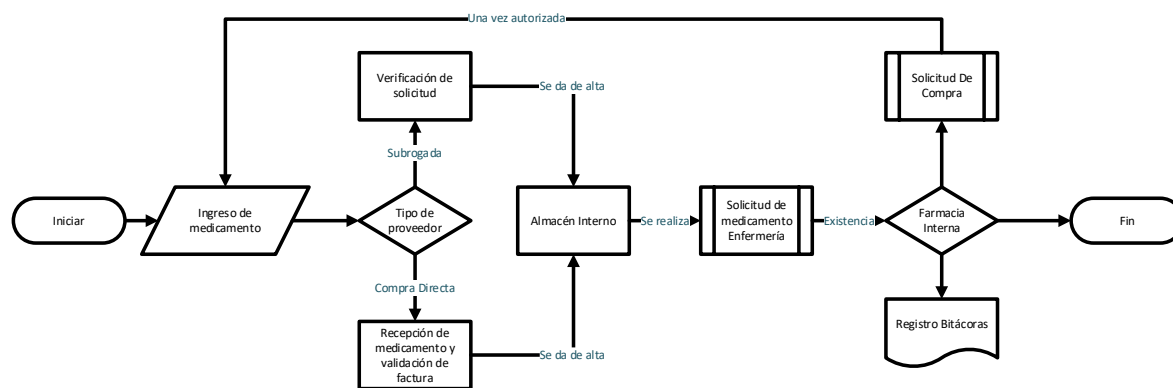 Una vez autorizada
Verificación de
solicitud
Se da de alta
Solicitud De
Compra
Subrogada
Iniciar
Ingreso de
medicamento
Tipo de
proveedor
Almacén Interno
Se realiza
Solicitud de
medicamento
Enfermería
Existencia
Farmacia
Interna
Fin
Compra Directa
Recepción de
medicamento y
validación de
factura
Se da de alta
Registro Bitácoras